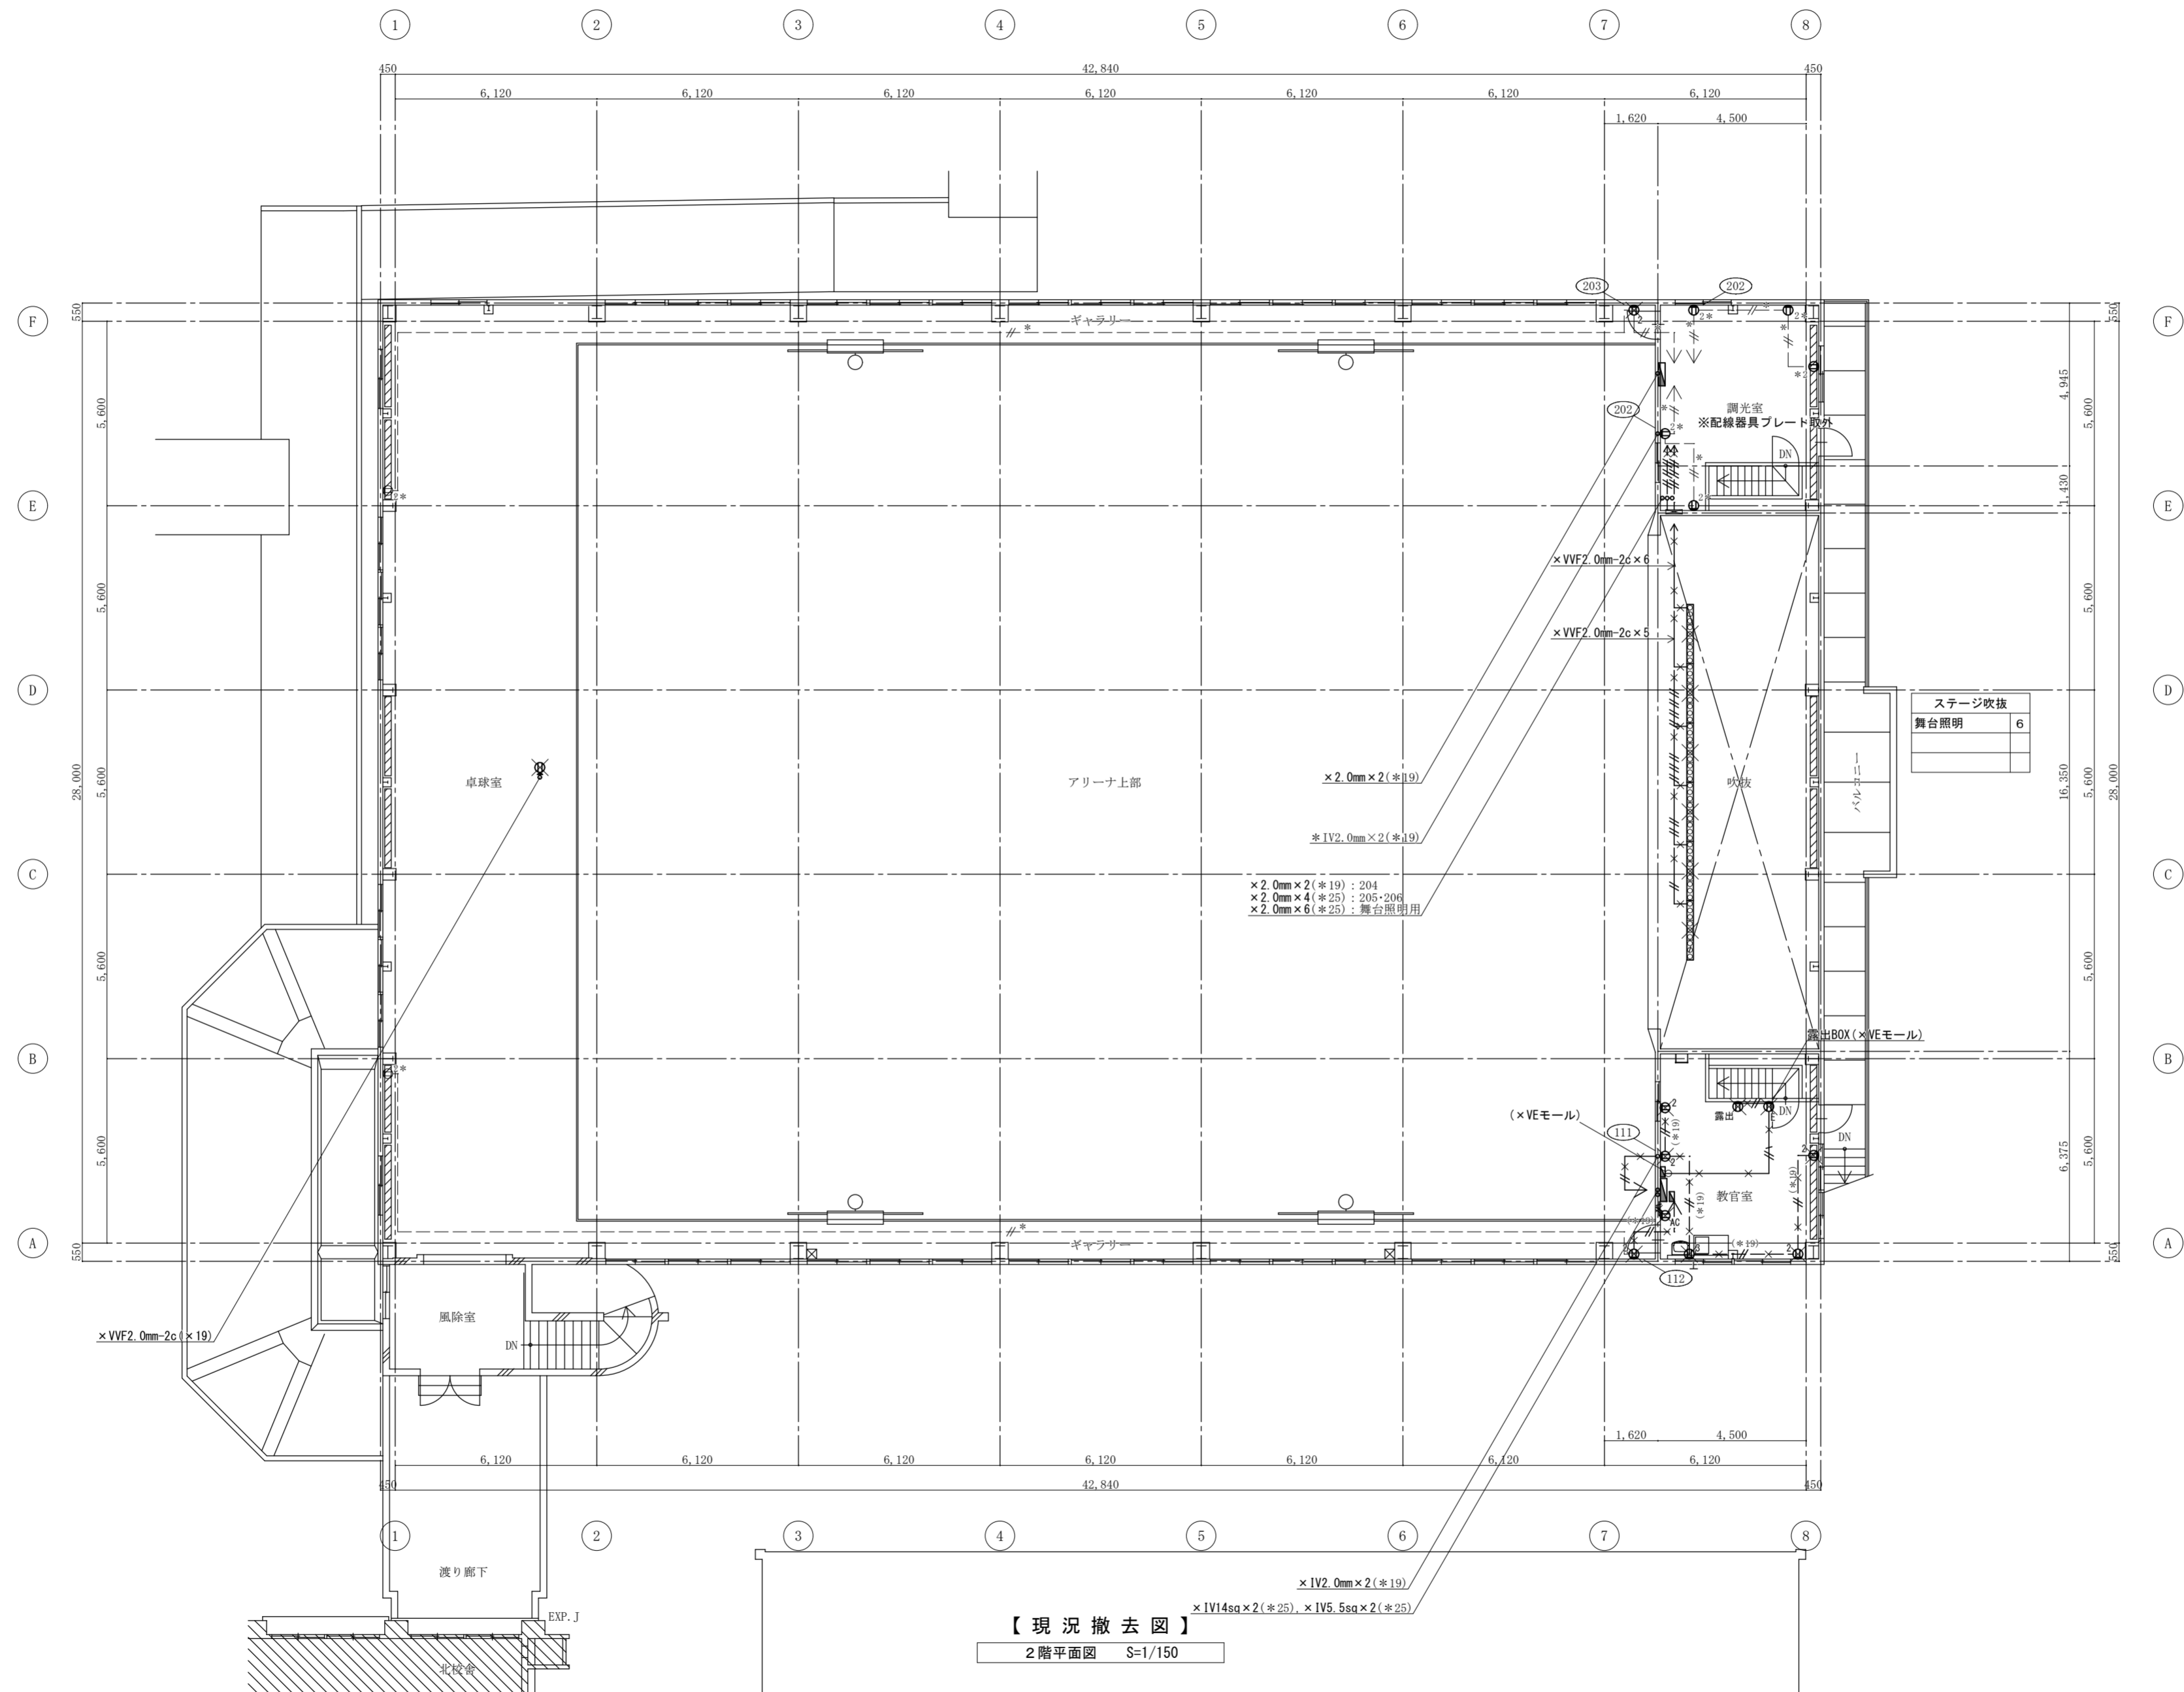 1 2 3 4 5 6 7 8
450 42,840 450
6,120 6,120 6,120 6,120 6,120 6,120 6,120
1,620 4,500
203 202
550 F ギャラリー 2 2* 2* F 550
*
*2
4,945
202
調光室
※配線器具プレート取外
5,600 5,600
2*
DN
1,430
2*
E E
×VVF2.0mm-2c×6
5,600 5,600
×VVF2.0mm-2c×5
D D
ステージ吹抜
舞台照明 6
28,000 5,600 卓球室 アリーナ上部 ×2.0mm×2(*19) 吹抜 バルコニー 16,350 5,600 28,000
*IV2.0mm×2(*19)
C C
×2.0mm×2(*19) : 204
×2.0mm×4(*25) : 205・206
×2.0mm×6(*25) : 舞台照明用
5,600 5,600
露出BOX(×VEモール)
B B
(×VEモール)
露出
DN
111
(*19)
DN
5,600 6,375 5,600
教官室
(*19)
(*19)
AC
(*19)
A ギャラリー * A
550 550
112
風除室
×VVF2.0mm-2c(×19)
DN
1,620 4,500
6,120 6,120 6,120 6,120 6,120 6,120 6,120
450 42,840 450
1 2 3 4 5 6 7 8
渡り廊下
×IV2.0mm×2(*19)
×IV14sq×2(*25), ×IV5.5sq×2(*25)
EXP.J
【現況撤去図】
2階平面図 S=1/150
北校舎